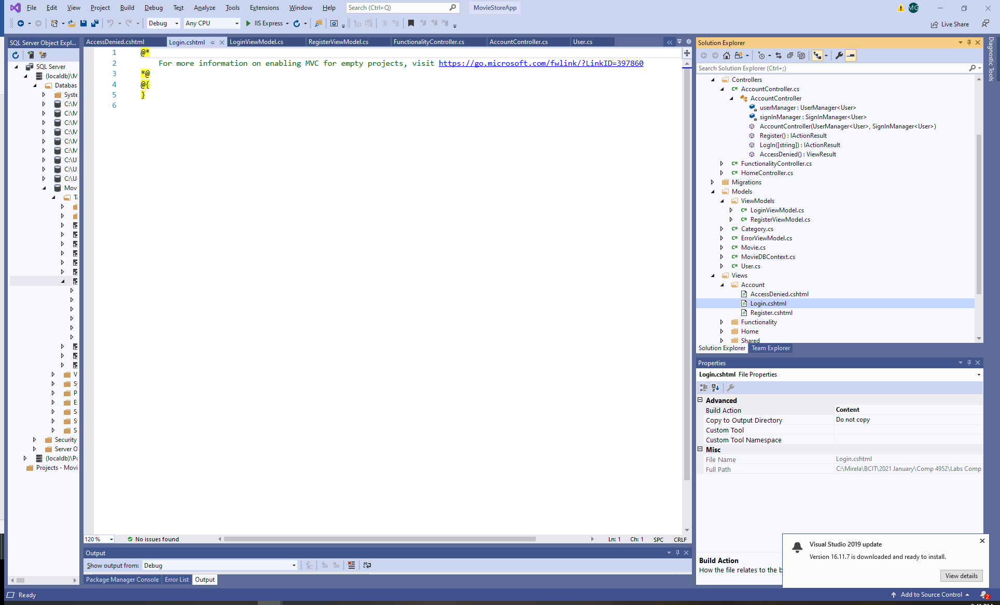 File Edit View Project Build Debug Test Analyze Tools Extensions Window Help Search (Ctrl+Q) MovieStoreApp MG
Debug Any CPU IIS Express Live Share
SQL Server Object Expl...
SQL Server
(localdb)\M
Databas
Syste
C:\M
C:\M
C:\M
C:\M
C:\M
C:\M
C:\U
C:\U
C:\U
Mov
Ta
V
Sy
P
E
S
S
S
Security
Server O
(localdb)\Pr
Projects - Movi
AccessDenied.cshtml Login.cshtml LoginViewModel.cs RegisterViewModel.cs FunctionalityController.cs AccountController.cs User.cs
1 @*
2 For more information on enabling MVC for empty projects, visit https://go.microsoft.com/fwlink/?LinkID=397860
3 *@
4 @{
5 }
6
120 % No issues found Ln: 1 Ch: 1 SPC CRLF
Output
Show output from: Debug
Package Manager Console Error List Output
Solution Explorer
Search Solution Explorer (Ctrl+;)
Controllers
C# AccountController.cs
AccountController
userManager : UserManager<User>
signInManager : SignInManager<User>
AccountController(UserManager<User>, SignInManager<User>)
Register() : IActionResult
LogIn([string]) : IActionResult
AccessDenied() : ViewResult
C# FunctionalityController.cs
C# HomeController.cs
Migrations
Models
ViewModels
C# LoginViewModel.cs
C# RegisterViewModel.cs
C# Category.cs
C# ErrorViewModel.cs
C# Movie.cs
C# MovieDBContext.cs
C# User.cs
Views
Account
AccessDenied.cshtml
Login.cshtml
Register.cshtml
Functionality
Home
Shared
Solution Explorer Team Explorer
Properties
Login.cshtml File Properties
Advanced
Build Action Content
Copy to Output Directory Do not copy
Custom Tool
Custom Tool Namespace
Misc
File Name Login.cshtml
Full Path C:\Mirela\BCIT\2021 January\Comp 4952\Labs Comp
Build Action
How the file relates to the b
Visual Studio 2019 update
Version 16.11.7 is downloaded and ready to install.
View details
Diagnostic Tools
Ready Add to Source Control 2